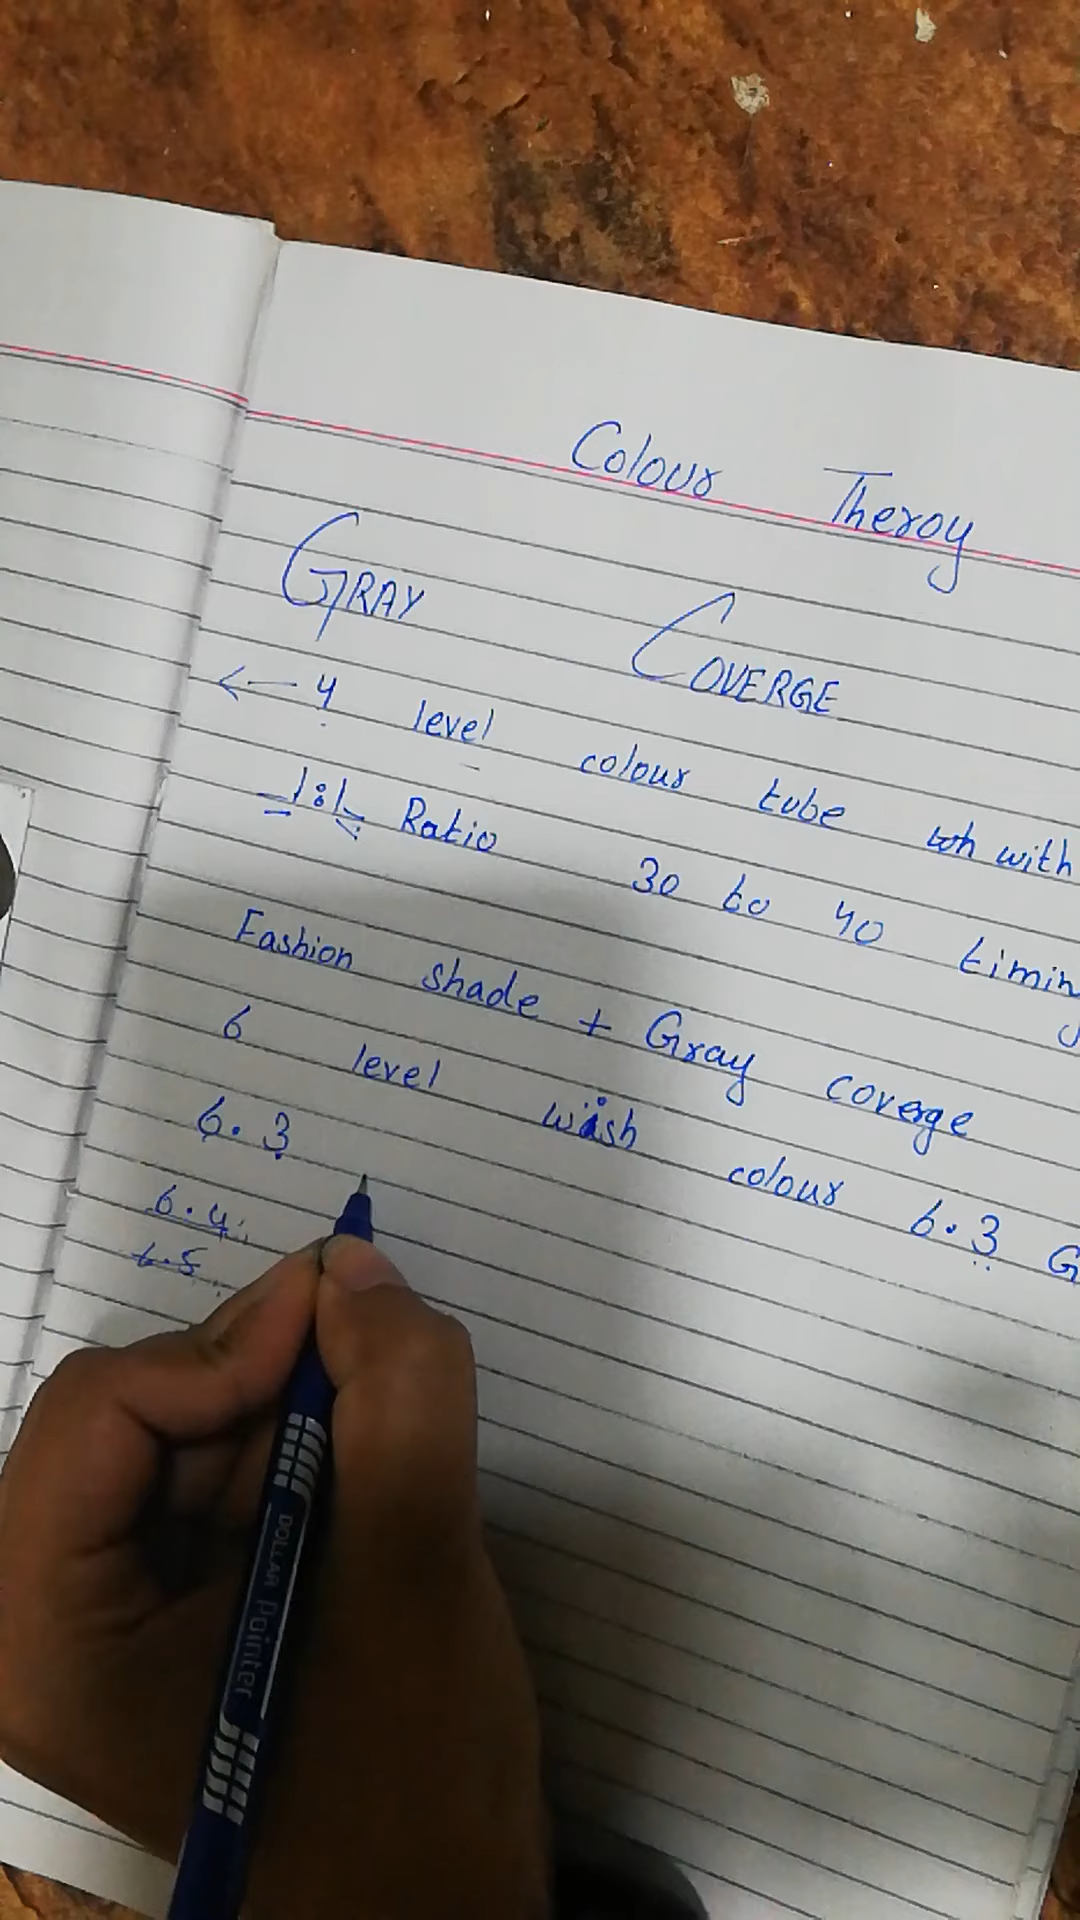 Colour Theroy
GRAY COVERGE
← 4 level colour tube wh with
1:1 Ratio 30 to 40 timin
Fashion shade + Gray coverge
6 level wash colour 6.3 G
6.3
6.4
6.5
DOLLAR Pointer